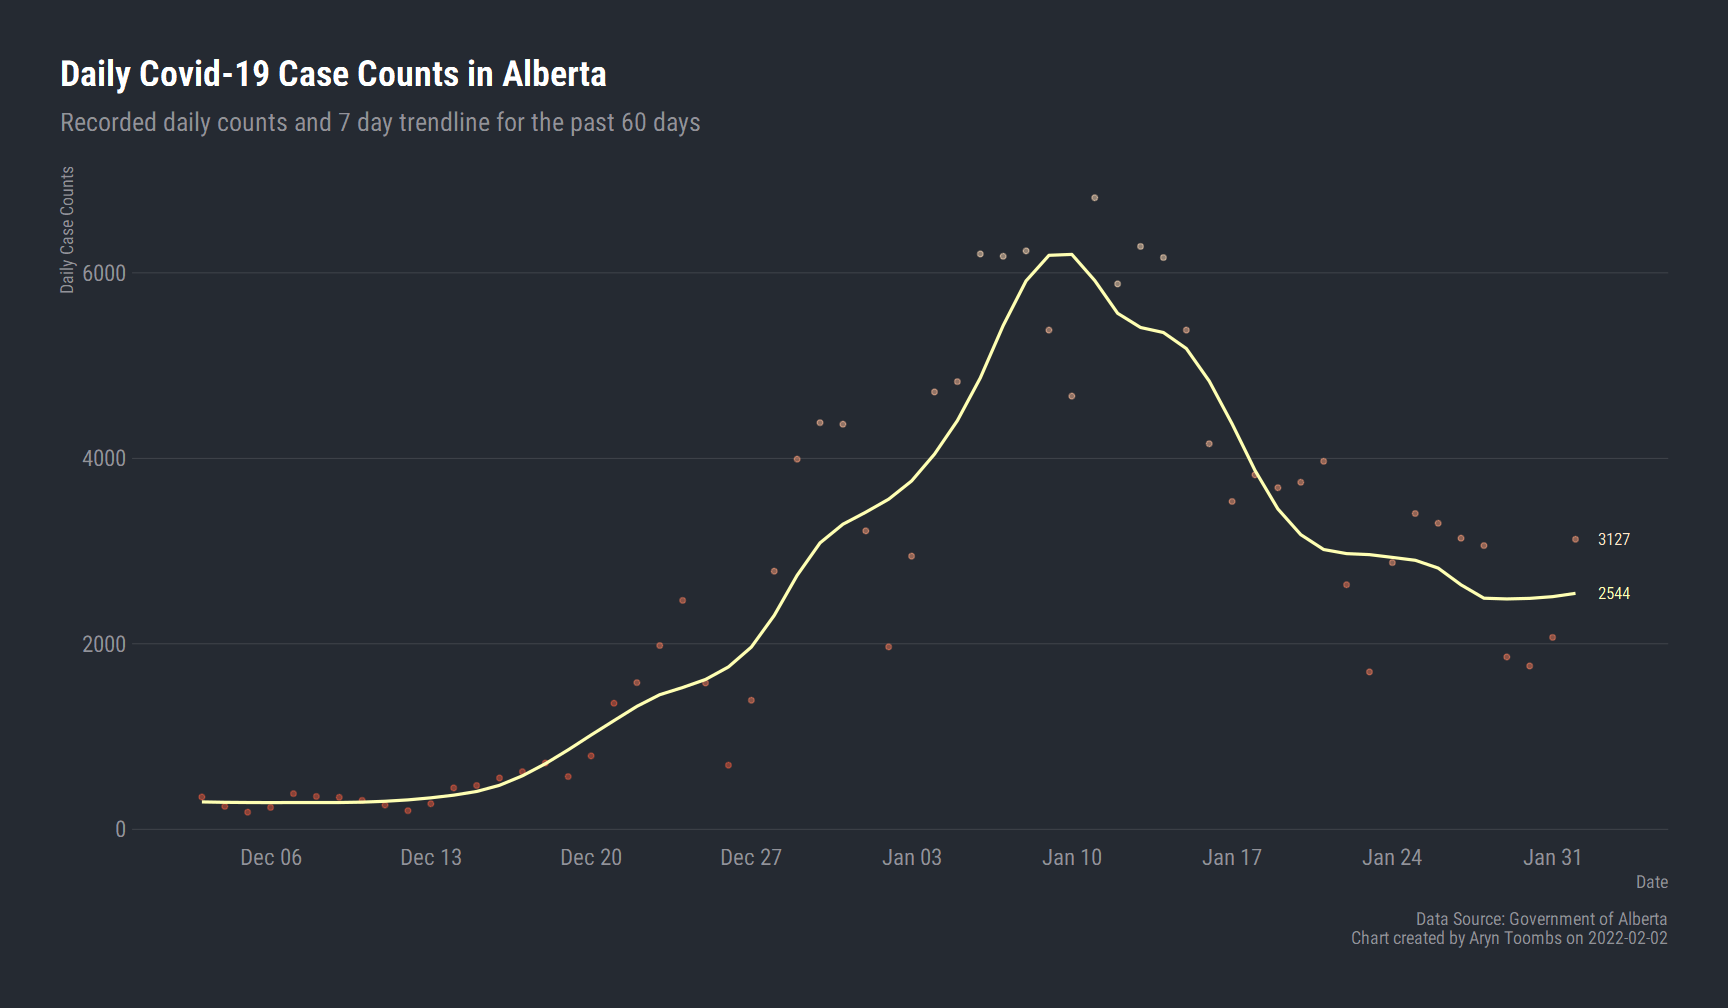 Daily Covid-19 Case Counts in Alberta
Recorded daily counts and 7 day trendline for the past 60 days
Daily Case Counts
6000
4000
2000
0
3127
2544
Dec 06
Dec 13
Dec 20
Dec 27
Jan 03
Jan 10
Jan 17
Jan 24
Jan 31
Date
Data Source: Government of Alberta
Chart created by Aryn Toombs on 2022-02-02